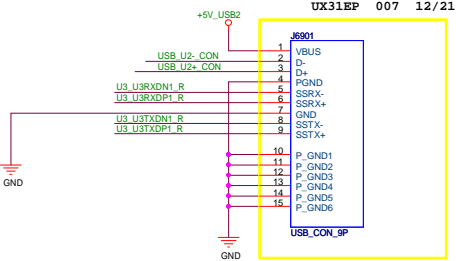 UX31EP 007 12/21
+5V_USB2
J6901
1 VBUS
USB_U2-_CON 2 D-
USB_U2+_CON 3 D+
4 PGND
U3_U3RXDN1_R 5 SSRX-
U3_U3RXDP1_R 6 SSRX+
7 GND
U3_U3TXDN1_R 8 SSTX-
U3_U3TXDP1_R 9 SSTX+
10 P_GND1
11 P_GND2
12 P_GND3
13 P_GND4
14 P_GND5
15 P_GND6
GND
USB_CON_9P
GND